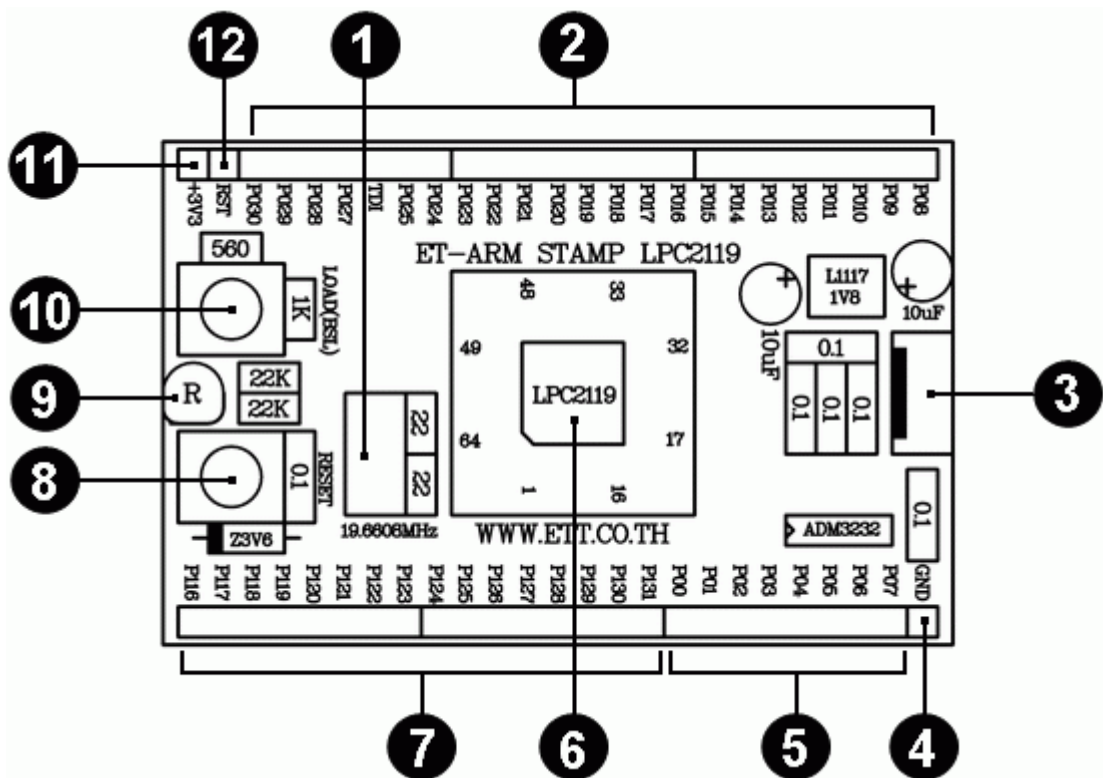 12 1 2
11
+3V3 RST P030 P029 P028 P027 TDI P025 P024 P023 P022 P021 P020 P019 P018 P017 P016 P015 P014 P013 P012 P011 P010 P09 P08
560
ET-ARM STAMP LPC2119
10
1K
LOAD(BSL)
48 33
49 32
L1117
1V8
10uF
10uF
0.1
0.1 0.1 0.1
3
9
R
22K
22K
LPC2119
22
22
64 17
1 16
8
0.1
RESET
19.6608MHz
Z3V6
WWW.ETT.CO.TH
ADM3232
0.1
P116 P117 P118 P119 P120 P121 P122 P123 P124 P125 P126 P127 P128 P129 P130 P131 P00 P01 P02 P03 P04 P05 P06 P07 GND
7 6 5 4